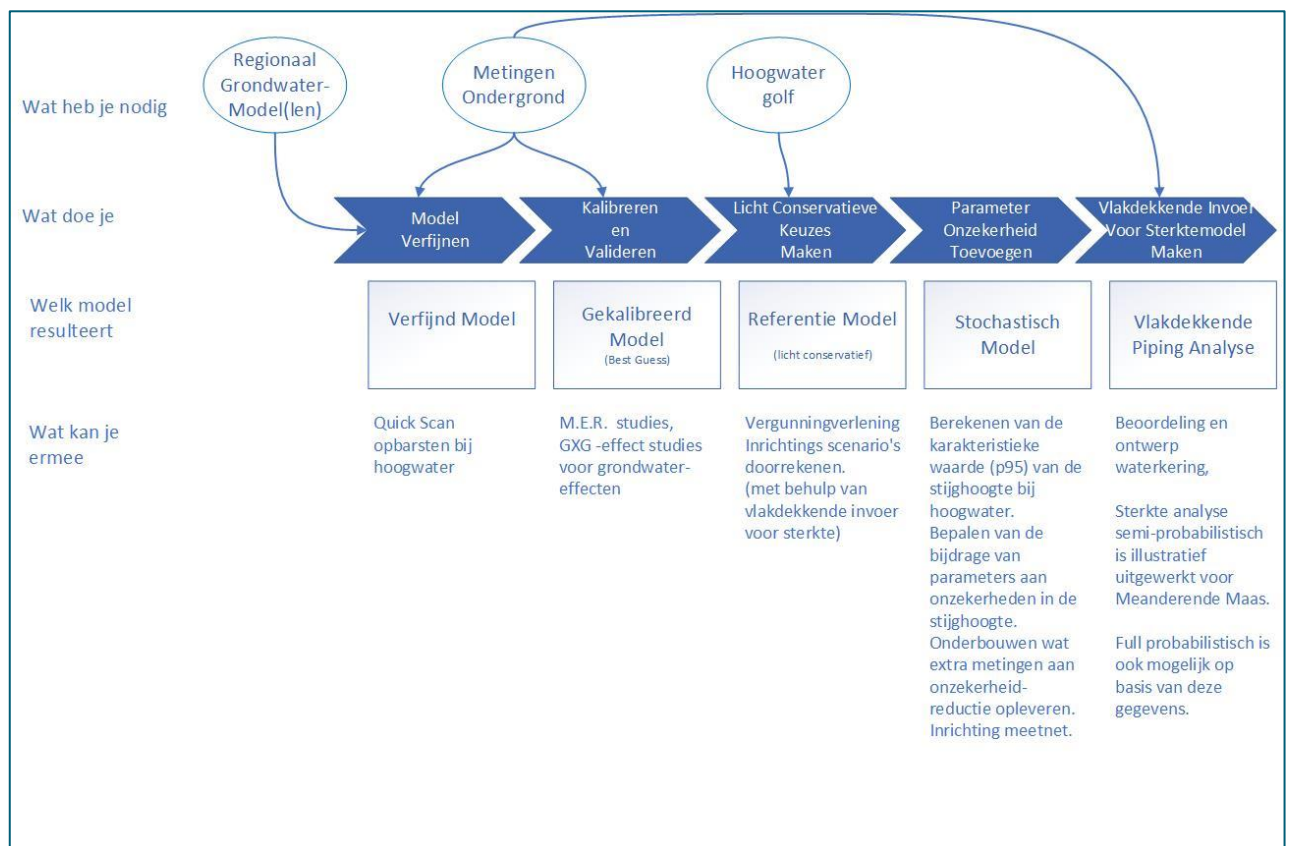 Wat heb je nodig
Regionaal
Grondwater-
Model(len)
Metingen
Ondergrond
Hoogwater
golf
Wat doe je
Model
Verfijnen
Kalibreren
en
Valideren
Licht Conservatieve
Keuzes
Maken
Parameter
Onzekerheid
Toevoegen
Vlakdekkende Invoer
Voor Sterktemodel
Maken
Welk model
resulteert
Verfijnd Model
Gekalibreerd
Model
(Best Guess)
Referentie Model
(licht conservatief)
Stochastisch
Model
Vlakdekkende
Piping Analyse
Wat kan je
ermee
Quick Scan
opbarsten bij
hoogwater
M.E.R. studies,
GXG -effect studies
voor grondwater-
effecten
Vergunningverlening
Inrichtings scenario's
doorrekenen.
(met behulp van
vlakdekkende invoer
voor sterkte)
Berekenen van de
karakteristieke
waarde (p95) van de
stijghoogte bij
hoogwater.
Bepalen van de
bijdrage van
parameters aan
onzekerheden in de
stijghoogte.
Onderbouwen wat
extra metingen aan
onzekerheid-
reductie opleveren.
Inrichting meetnet.
Beoordeling en
ontwerp
waterkering,
Sterkte analyse
semi-probabilistisch
is illustratief
uitgewerkt voor
Meanderende Maas.
Full probabilistisch is
ook mogelijk op
basis van deze
gegevens.